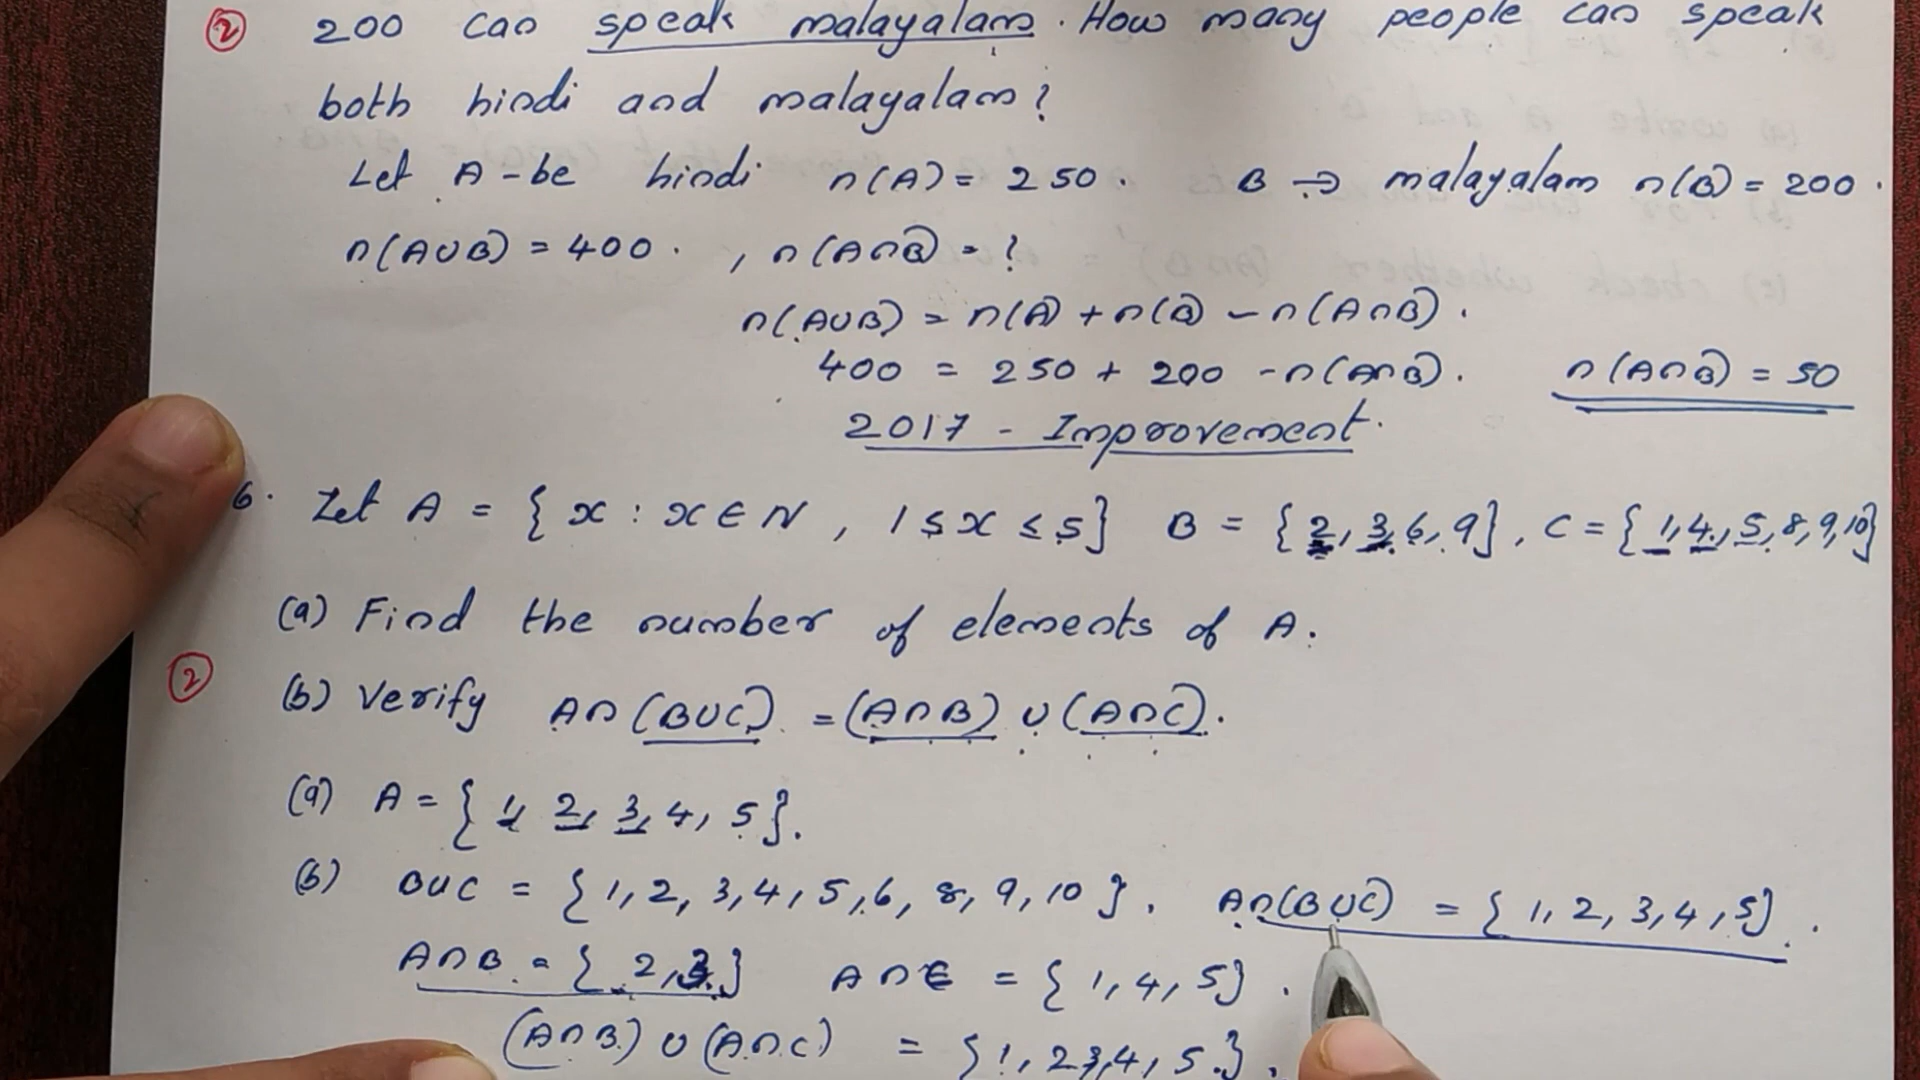 ② 200 can speak malayalam. How many people can speak
both hindi and malayalam?
Let A-be hindi n(A) = 250. B → malayalam n(B) = 200.
n(A∪B) = 400. , n(A∩B) = ?
n(A∪B) = n(A) + n(B) - n(A∩B).
400 = 250 + 200 - n(A∩B). n(A∩B) = 50
2017 - Improvement.
6. Let A = {x : x ∈ N, 1 ≤ x ≤ 5} B = {2, 3, 6, 9}, C = {1, 4, 5, 8, 9, 10}
(a) Find the number of elements of A.
② (b) Verify A∩(B∪C) = (A∩B) ∪ (A∩C).
(a) A = {1, 2, 3, 4, 5}.
(b) B∪C = {1, 2, 3, 4, 5, 6, 8, 9, 10}. A∩(B∪C) = {1, 2, 3, 4, 5}.
A∩B = {2, 3} A∩C = {1, 4, 5}.
(A∩B) ∪ (A∩C) = {1, 2 3, 4, 5}.